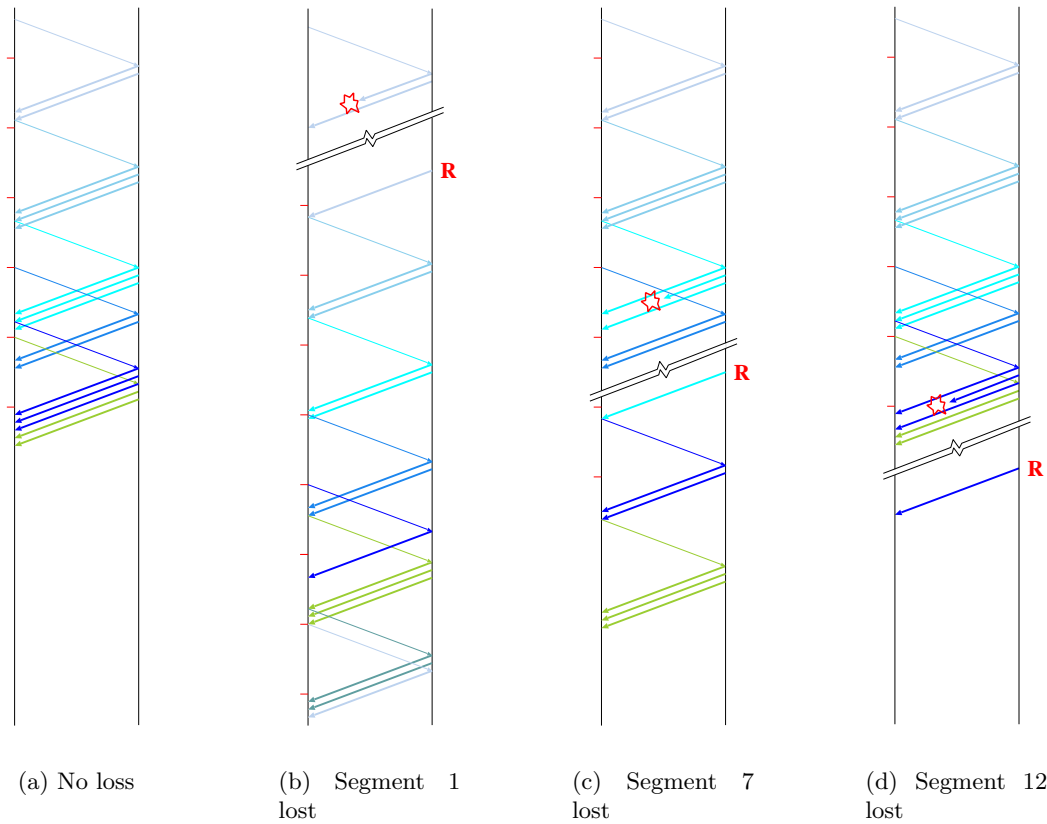 R
R
R
(a) No loss
(b) Segment 1 lost
(c) Segment 7 lost
(d) Segment 12 lost